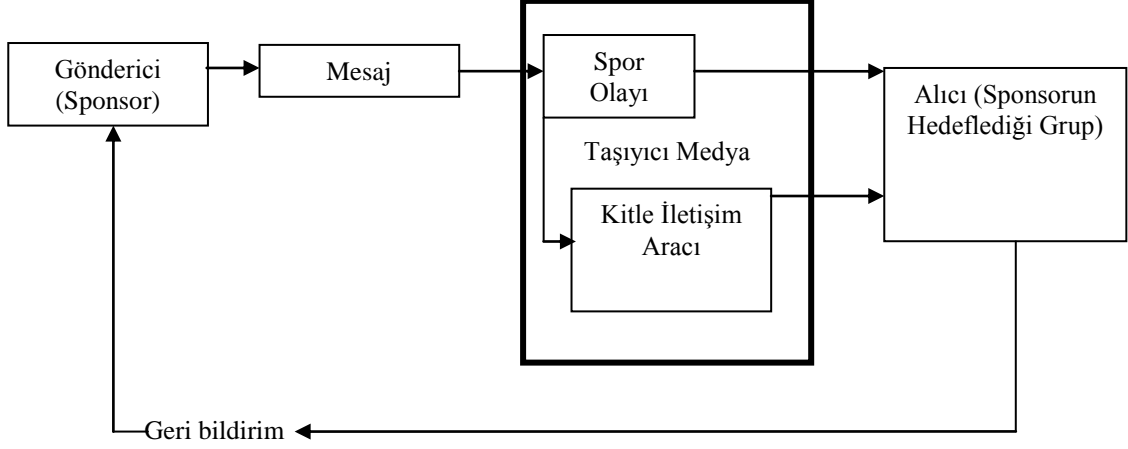 Gönderici
(Sponsor)
Mesaj
Spor
Olayı
Taşıyıcı Medya
Kitle İletişim
Aracı
Alıcı (Sponsorun
Hedeflediği Grup)
Geri bildirim